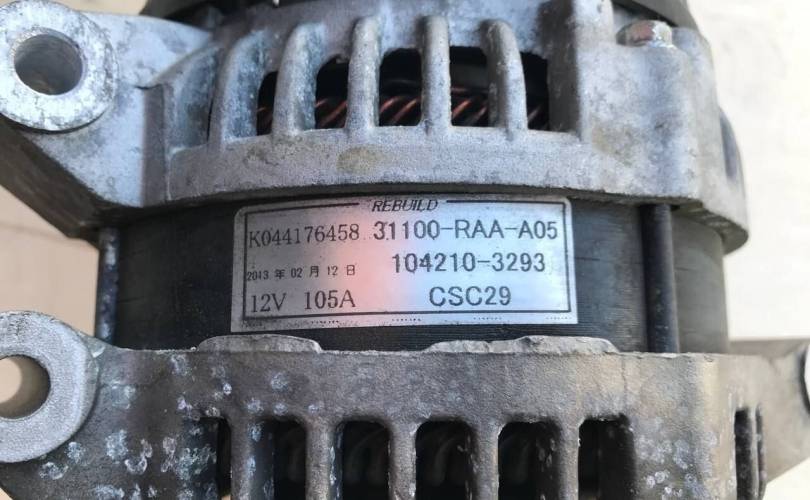 REBUILD
K044176458 31100-RAA-A05
2013 年 02 月 12 日 104210-3293
12V 105A CSC29